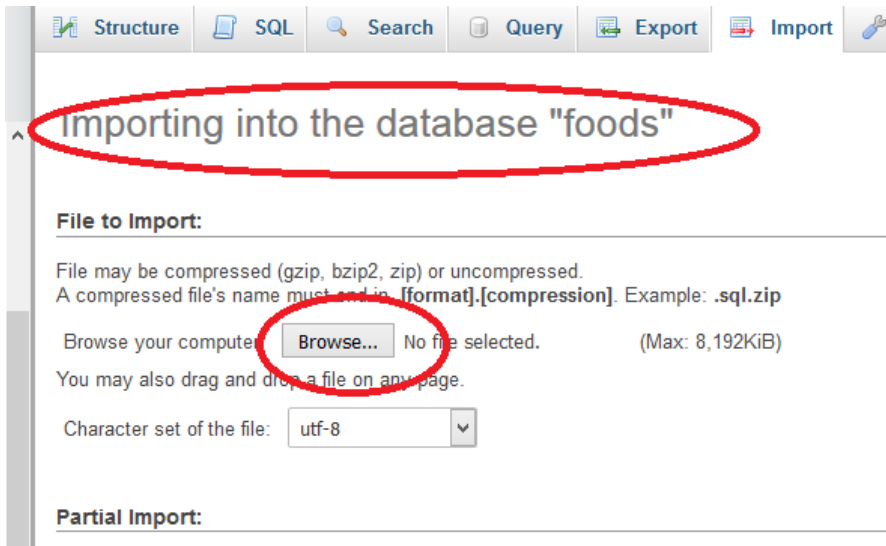 Structure SQL Search Query Export Import
Importing into the database "foods"
File to Import:
File may be compressed (gzip, bzip2, zip) or uncompressed.
A compressed file's name must end in .[format].[compression]. Example: .sql.zip
Browse your computer: Browse... No file selected. (Max: 8,192KiB)
You may also drag and drop a file on any page.
Character set of the file: utf-8
Partial Import: